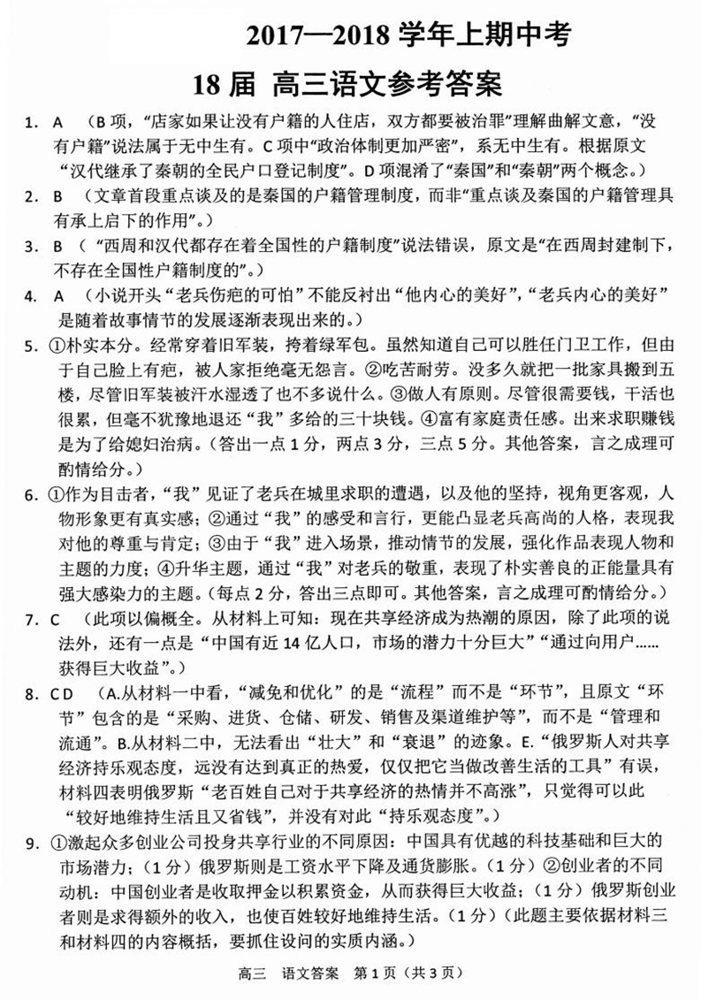 2017—2018 学年上期中考
18 届 高三语文参考答案
1. A （B 项，“店家如果让没有户籍的人住店，双方都要被治罪”理解曲解文意，“没
有户籍”说法属于无中生有。C 项中“政治体制更加严密”，系无中生有。根据原文
“汉代继承了秦朝的全民户口登记制度”。D 项混淆了“秦国”和“秦朝”两个概念。）
2. B （文章首段重点谈及的是秦国的户籍管理制度，而非“重点谈及秦国的户籍管理具
有承上启下的作用”。）
3. B （ “西周和汉代都存在着全国性的户籍制度”说法错误，原文是“在西周封建制下，
不存在全国性户籍制度的”。）
4. A （小说开头“老兵伤疤的可怕”不能反衬出“他内心的美好”，“老兵内心的美好”
是随着故事情节的发展逐渐表现出来的。）
5. ①朴实本分。经常穿着旧军装，挎着绿军包。虽然知道自己可以胜任门卫工作，但由
于自己脸上有疤，被人家拒绝毫无怨言。②吃苦耐劳。没多久就把一批家具搬到五
楼，尽管旧军装被汗水湿透了也不多说什么。③做人有原则。尽管很需要钱，干活也
很累，但毫不犹豫地退还“我”多给的三十块钱。④富有家庭责任感。出来求职赚钱
是为了给媳妇治病。（答出一点 1 分，两点 3 分，三点 5 分。其他答案，言之成理可
酌情给分。）
6. ①作为目击者，“我”见证了老兵在城里求职的遭遇，以及他的坚持，视角更客观，人
物形象更有真实感；②通过“我”的感受和言行，更能凸显老兵高尚的人格，表现我
对他的尊重与肯定；③由于“我”进入场景，推动情节的发展，强化作品表现人物和
主题的力度；④升华主题，通过“我”对老兵的敬重，表现了朴实善良的正能量具有
强大感染力的主题。（每点 2 分，答出三点即可。其他答案，言之成理可酌情给分。）
7. C （此项以偏概全。从材料上可知：现在共享经济成为热潮的原因，除了此项的说
法外，还有一点是“中国有近 14 亿人口，市场的潜力十分巨大”“通过向用户……
获得巨大收益”。）
8. C D （A.从材料一中看，“减免和优化”的是“流程”而不是“环节”，且原文“环
节”包含的是“采购、进货、仓储、研发、销售及渠道维护等”，而不是“管理和
流通”。B.从材料二中，无法看出“壮大”和“衰退”的迹象。E.“俄罗斯人对共享
经济持乐观态度，远没有达到真正的热爱，仅仅把它当做改善生活的工具”有误，
材料四表明俄罗斯“老百姓自己对于共享经济的热情并不高涨”，只觉得可以此
“较好地维持生活且又省钱”，并没有对此“持乐观态度”。）
9. ①激起众多创业公司投身共享行业的不同原因：中国具有优越的科技基础和巨大的
市场潜力；（1 分）俄罗斯则是工资水平下降及通货膨胀。（1 分）②创业者的不同
动机：中国创业者是收取押金以积累资金，从而获得巨大收益；（1 分）俄罗斯创业
者则是求得额外的收入，也使百姓较好地维持生活。（1 分）（此题主要依据材料三
和材料四的内容概括，要抓住设问的实质内涵。）
高三 语文答案 第 1 页（共 3 页）